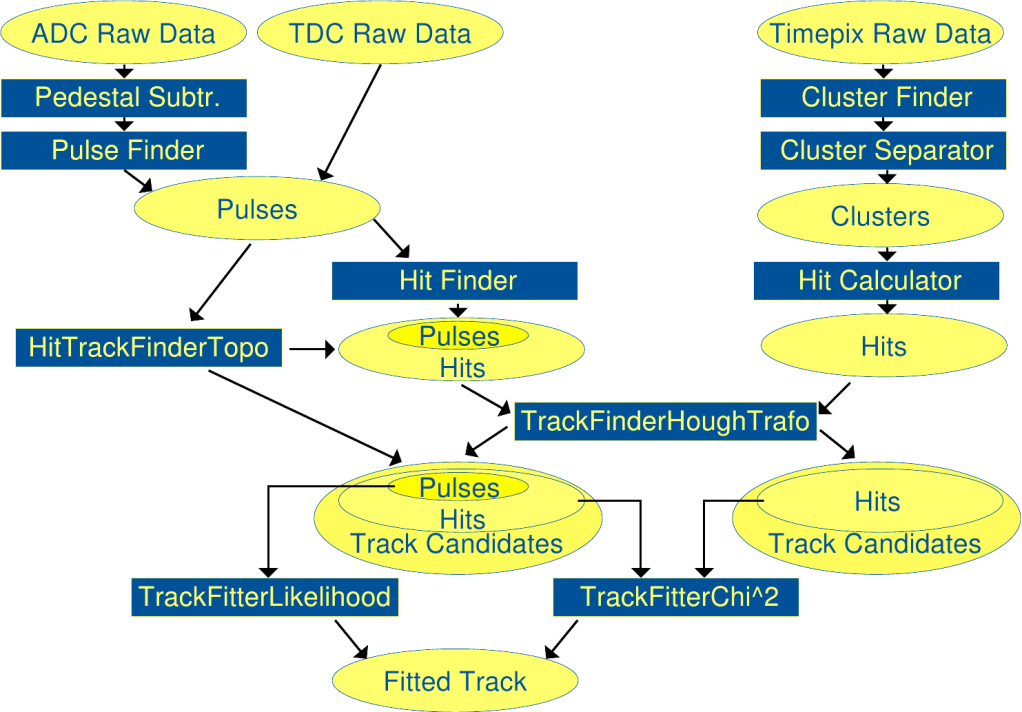 ADC Raw Data
TDC Raw Data
Timepix Raw Data
Pedestal Subtr.
Cluster Finder
Pulse Finder
Cluster Separator
Pulses
Clusters
Hit Finder
Hit Calculator
Pulses
HitTrackFinderTopo
Hits
Hits
TrackFinderHoughTrafo
Pulses
Hits
Track Candidates
Hits
Track Candidates
TrackFitterLikelihood
TrackFitterChi^2
Fitted Track